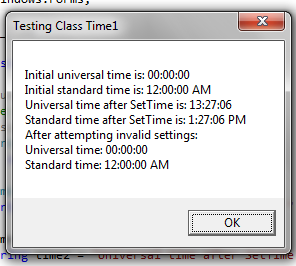 ndows.Forms;
Testing Class Time1
Initial universal time is: 00:00:00
Initial standard time is: 12:00:00 AM
Universal time after SetTime is: 13:27:06
Standard time after SetTime is: 1:27:06 PM
After attempting invalid settings:
Universal time: 00:00:00
Standard time: 12:00:00 AM
OK
ring time2 = "Universal time after SetTime